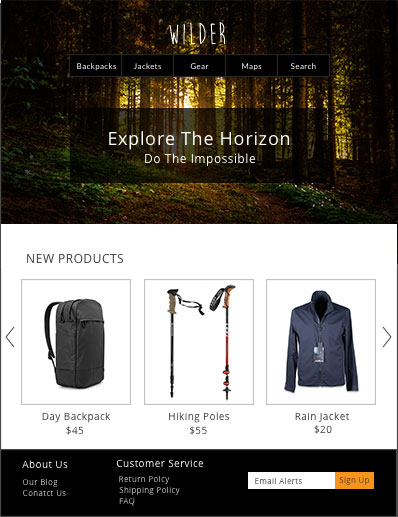 WILDER
Backpacks Jackets Gear Maps Search
Explore The Horizon
Do The Impossible
NEW PRODUCTS
Day Backpack Hiking Poles Rain Jacket
$45 $55 $20
About Us Customer Service
Our Blog Return Polcy
Conatct Us Shipping Policy
FAQ
Email Alerts Sign Up